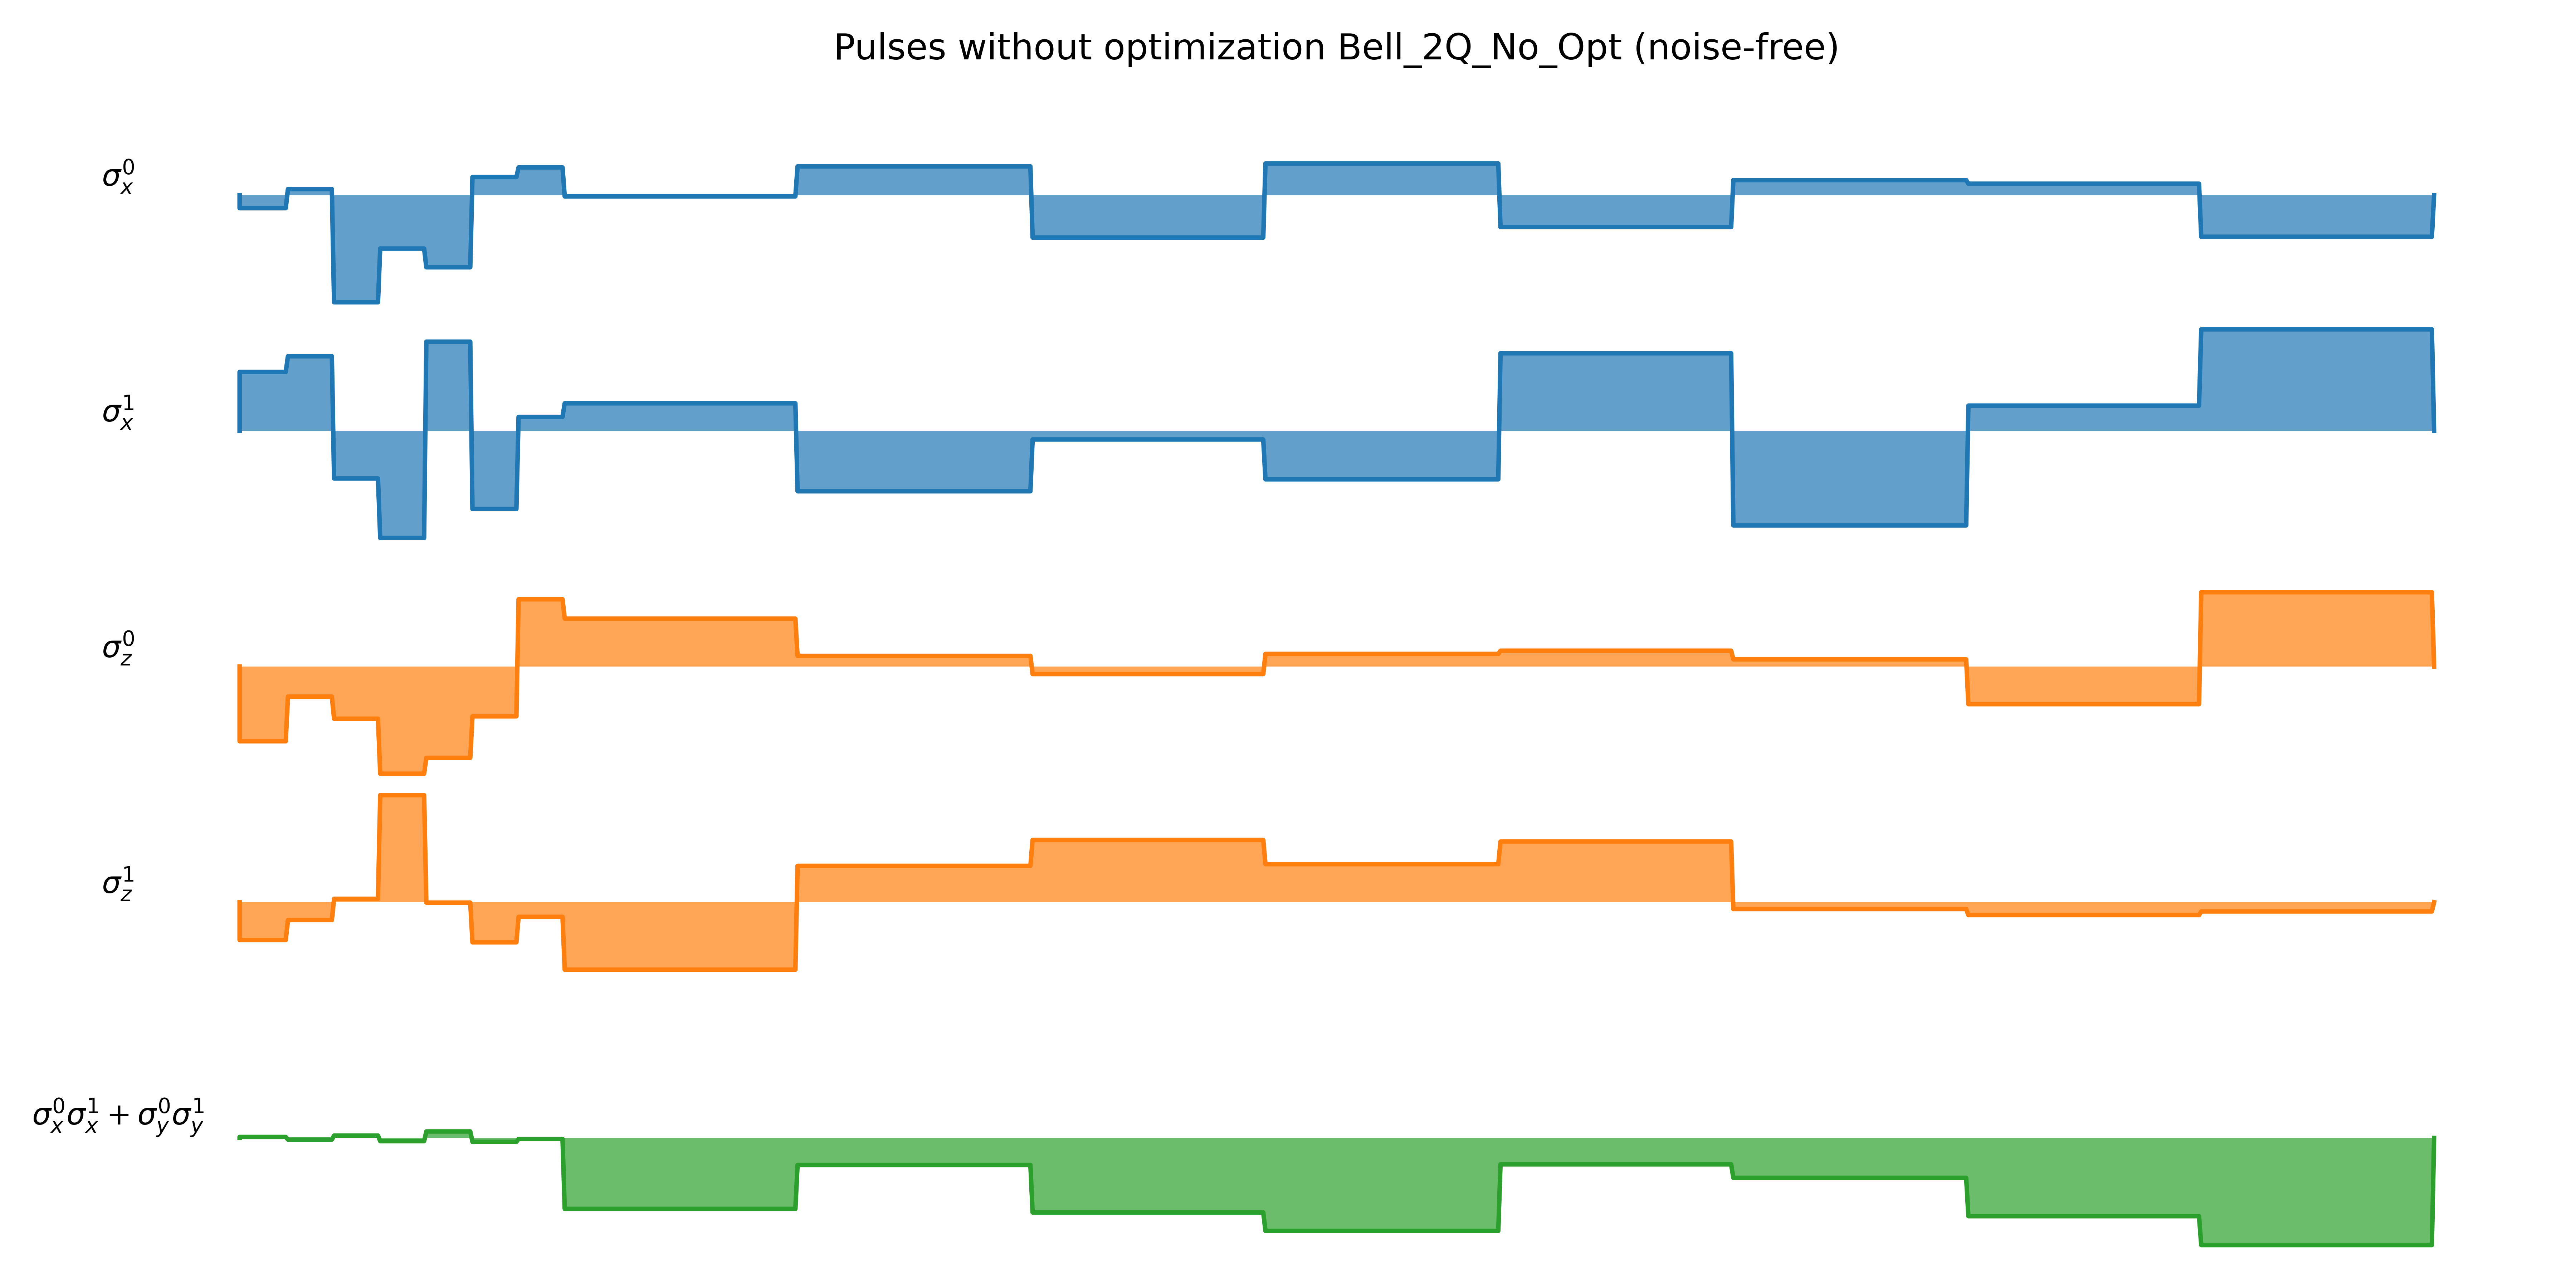 Pulses without optimization Bell_2Q_No_Opt (noise-free)
σ_x^0
σ_x^1
σ_z^0
σ_z^1
σ_x^0σ_x^1 + σ_y^0σ_y^1